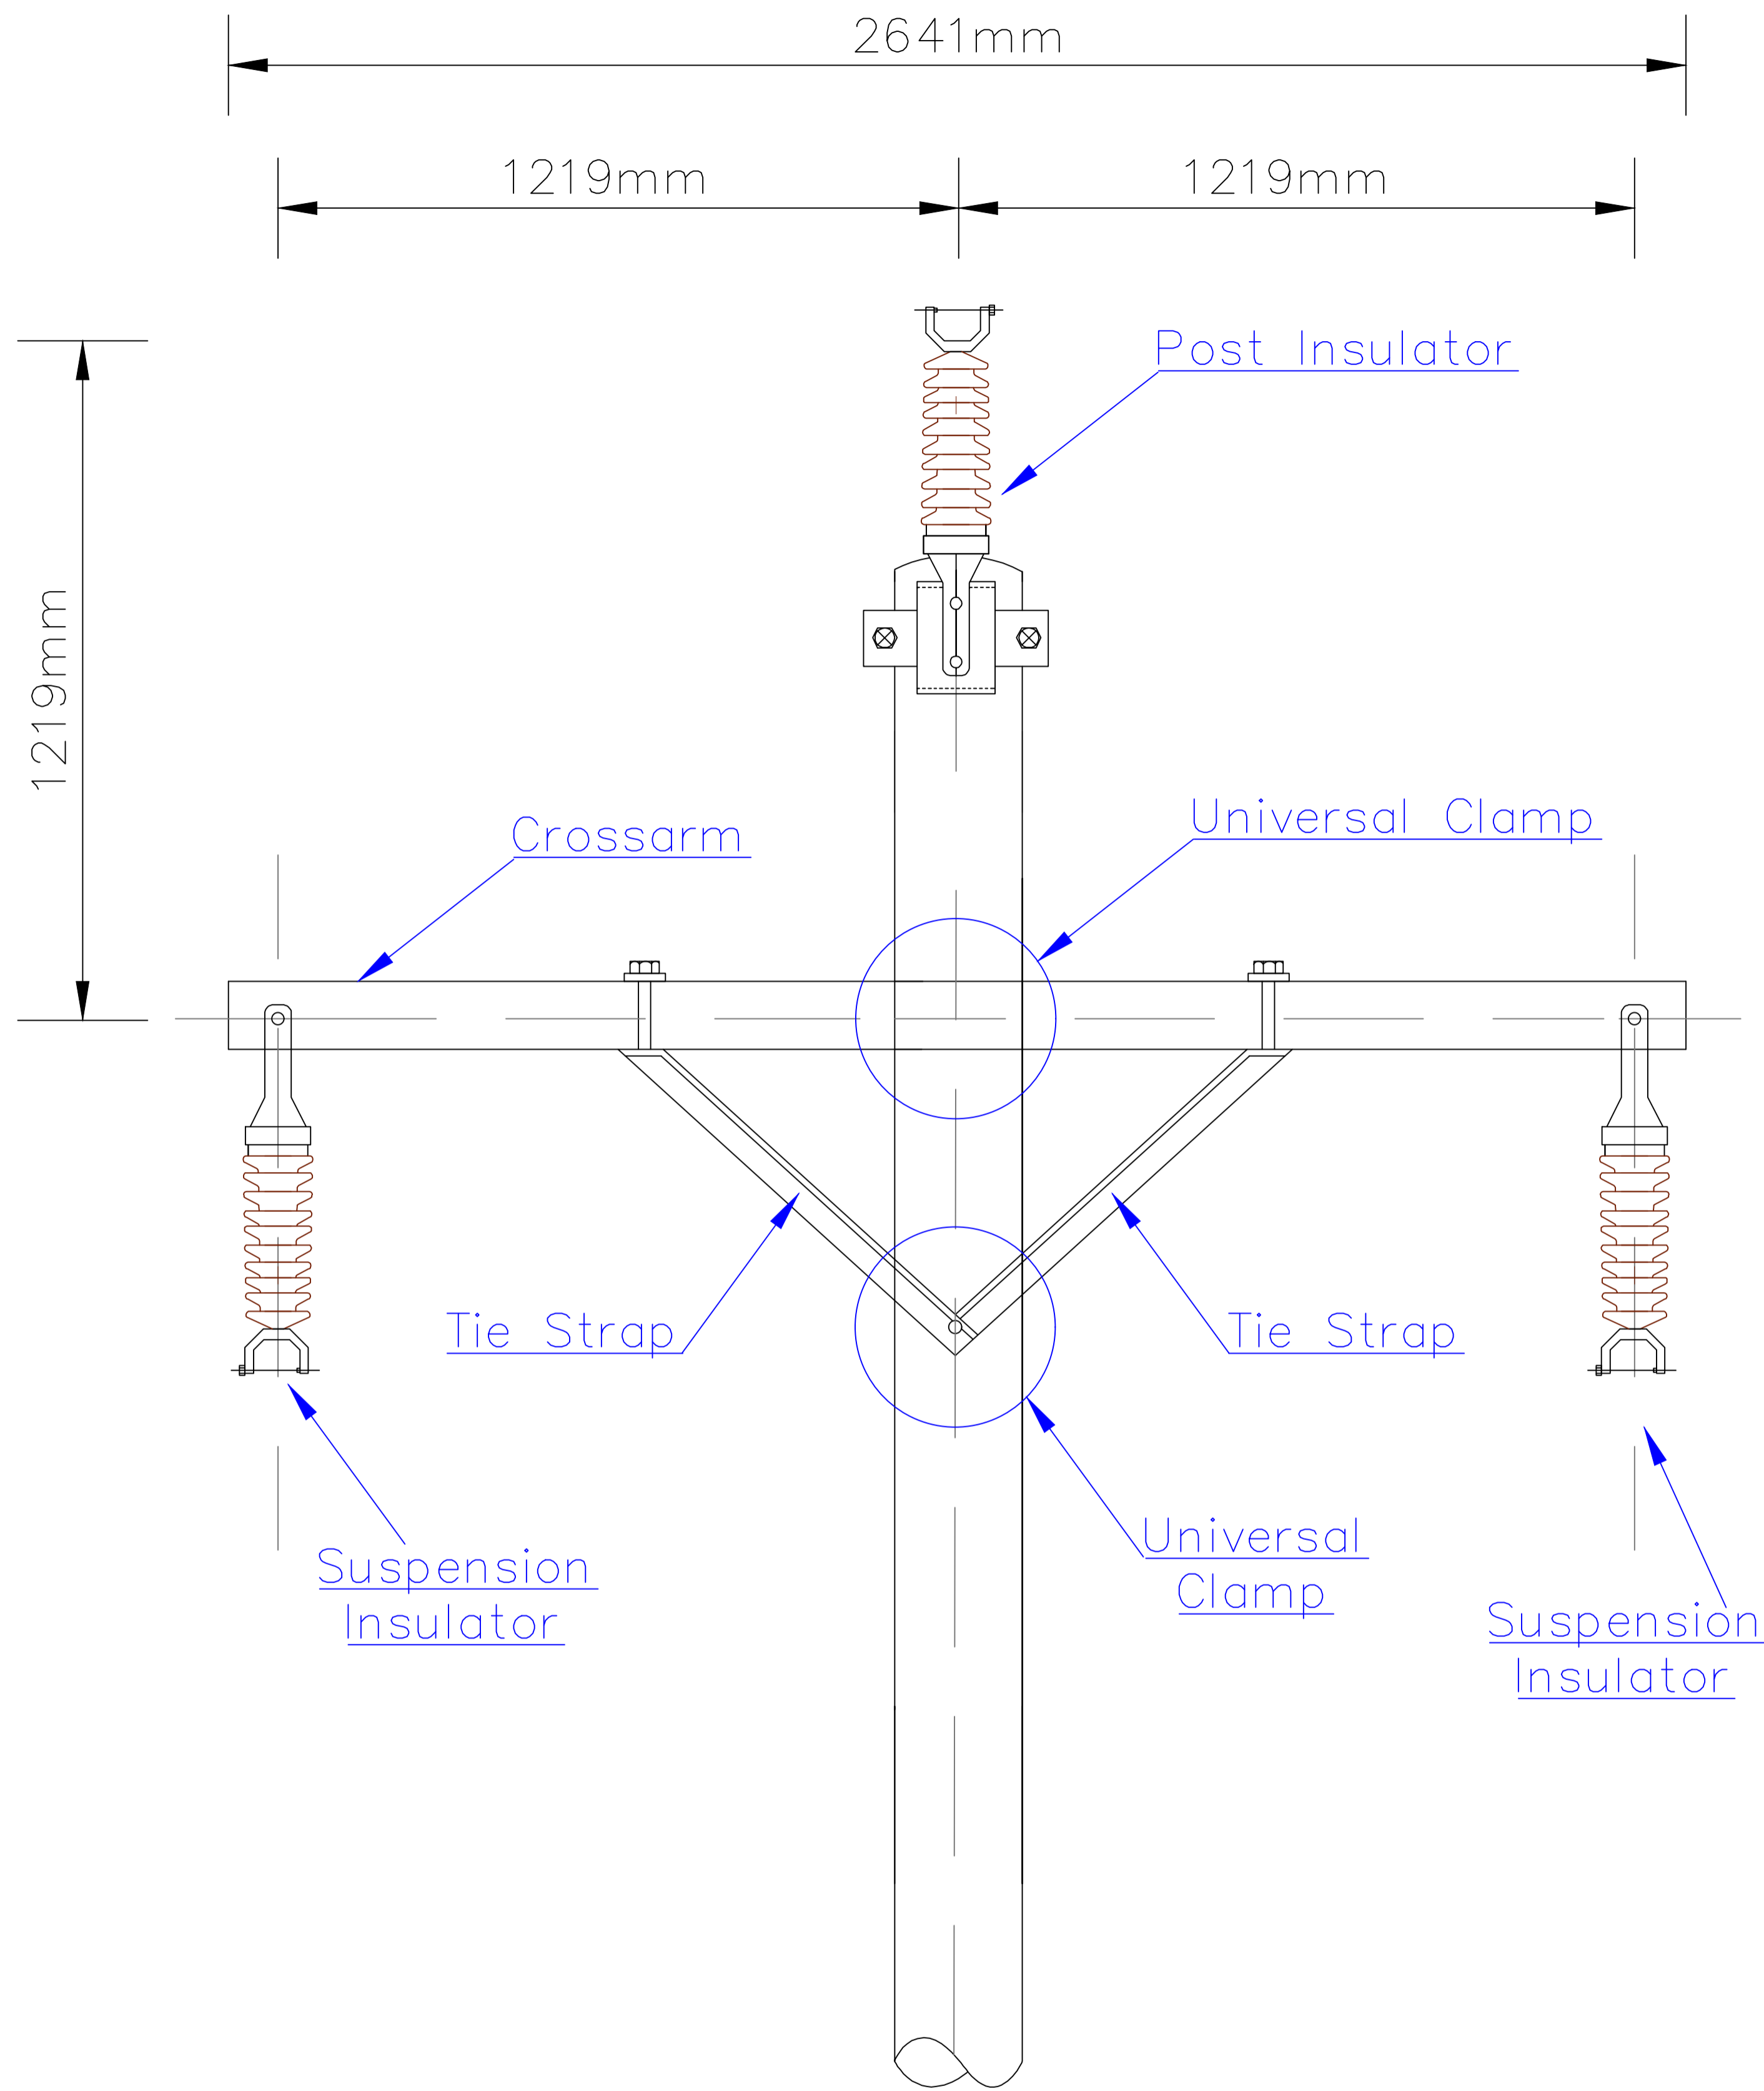 2641mm
1219mm
1219mm
Post Insulator
1219mm
Universal Clamp
Crossarm
Tie Strap
Tie Strap
Universal
Clamp
Suspension
Insulator
Suspension
Insulator